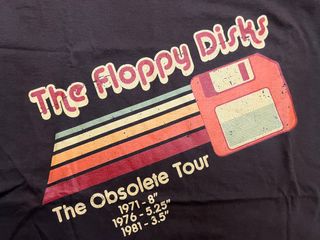 The Floppy Disks
The Obsolete Tour
1971-8"
1976-5.25"
1981-3.5"